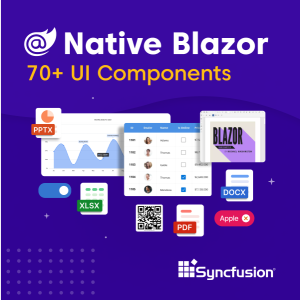 Native Blazor
70+ UI Components
PPTX
BLAZOR
XLSX
DOCX
PDF
Apple
Syncfusion